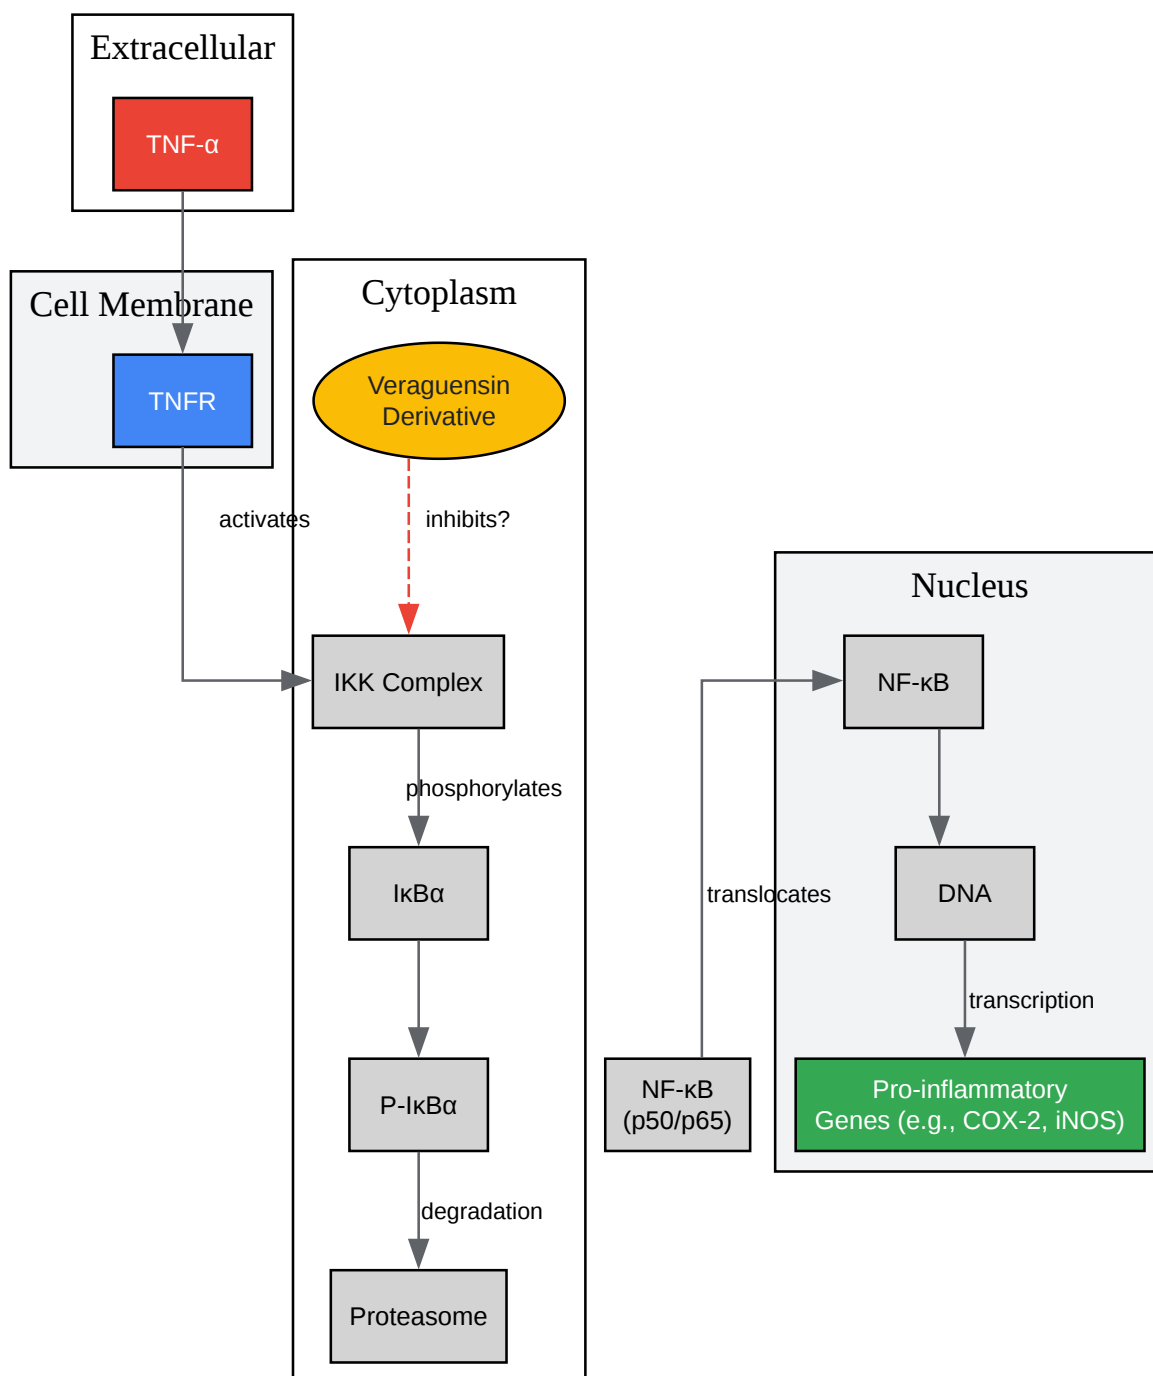 Extracellular
TNF-α
Cell Membrane
TNFR
activates
Cytoplasm
Veraguensin
Derivative
inhibits?
IKK Complex
phosphorylates
IκBα
P-IκBα
degradation
Proteasome
NF-κB
(p50/p65)
translocates
Nucleus
NF-κB
DNA
transcription
Pro-inflammatory
Genes (e.g., COX-2, iNOS)